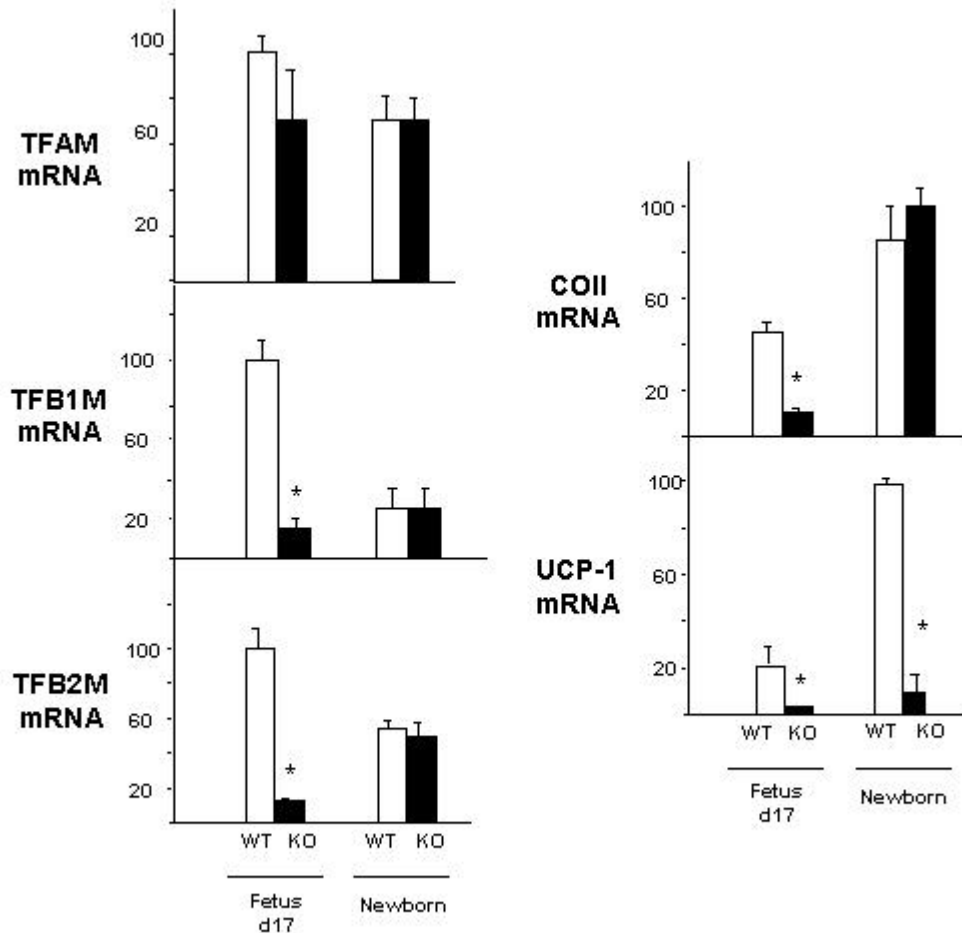 100
60
20
TFAM
mRNA
100
60
20
TFB1M
mRNA
*
100
60
20
TFB2M
mRNA
*
WT KO WT KO
Fetus
d17
Newborn
100
60
20
COII
mRNA
*
100
60
20
UCP-1
mRNA
*
*
WT KO WT KO
Fetus
d17
Newborn